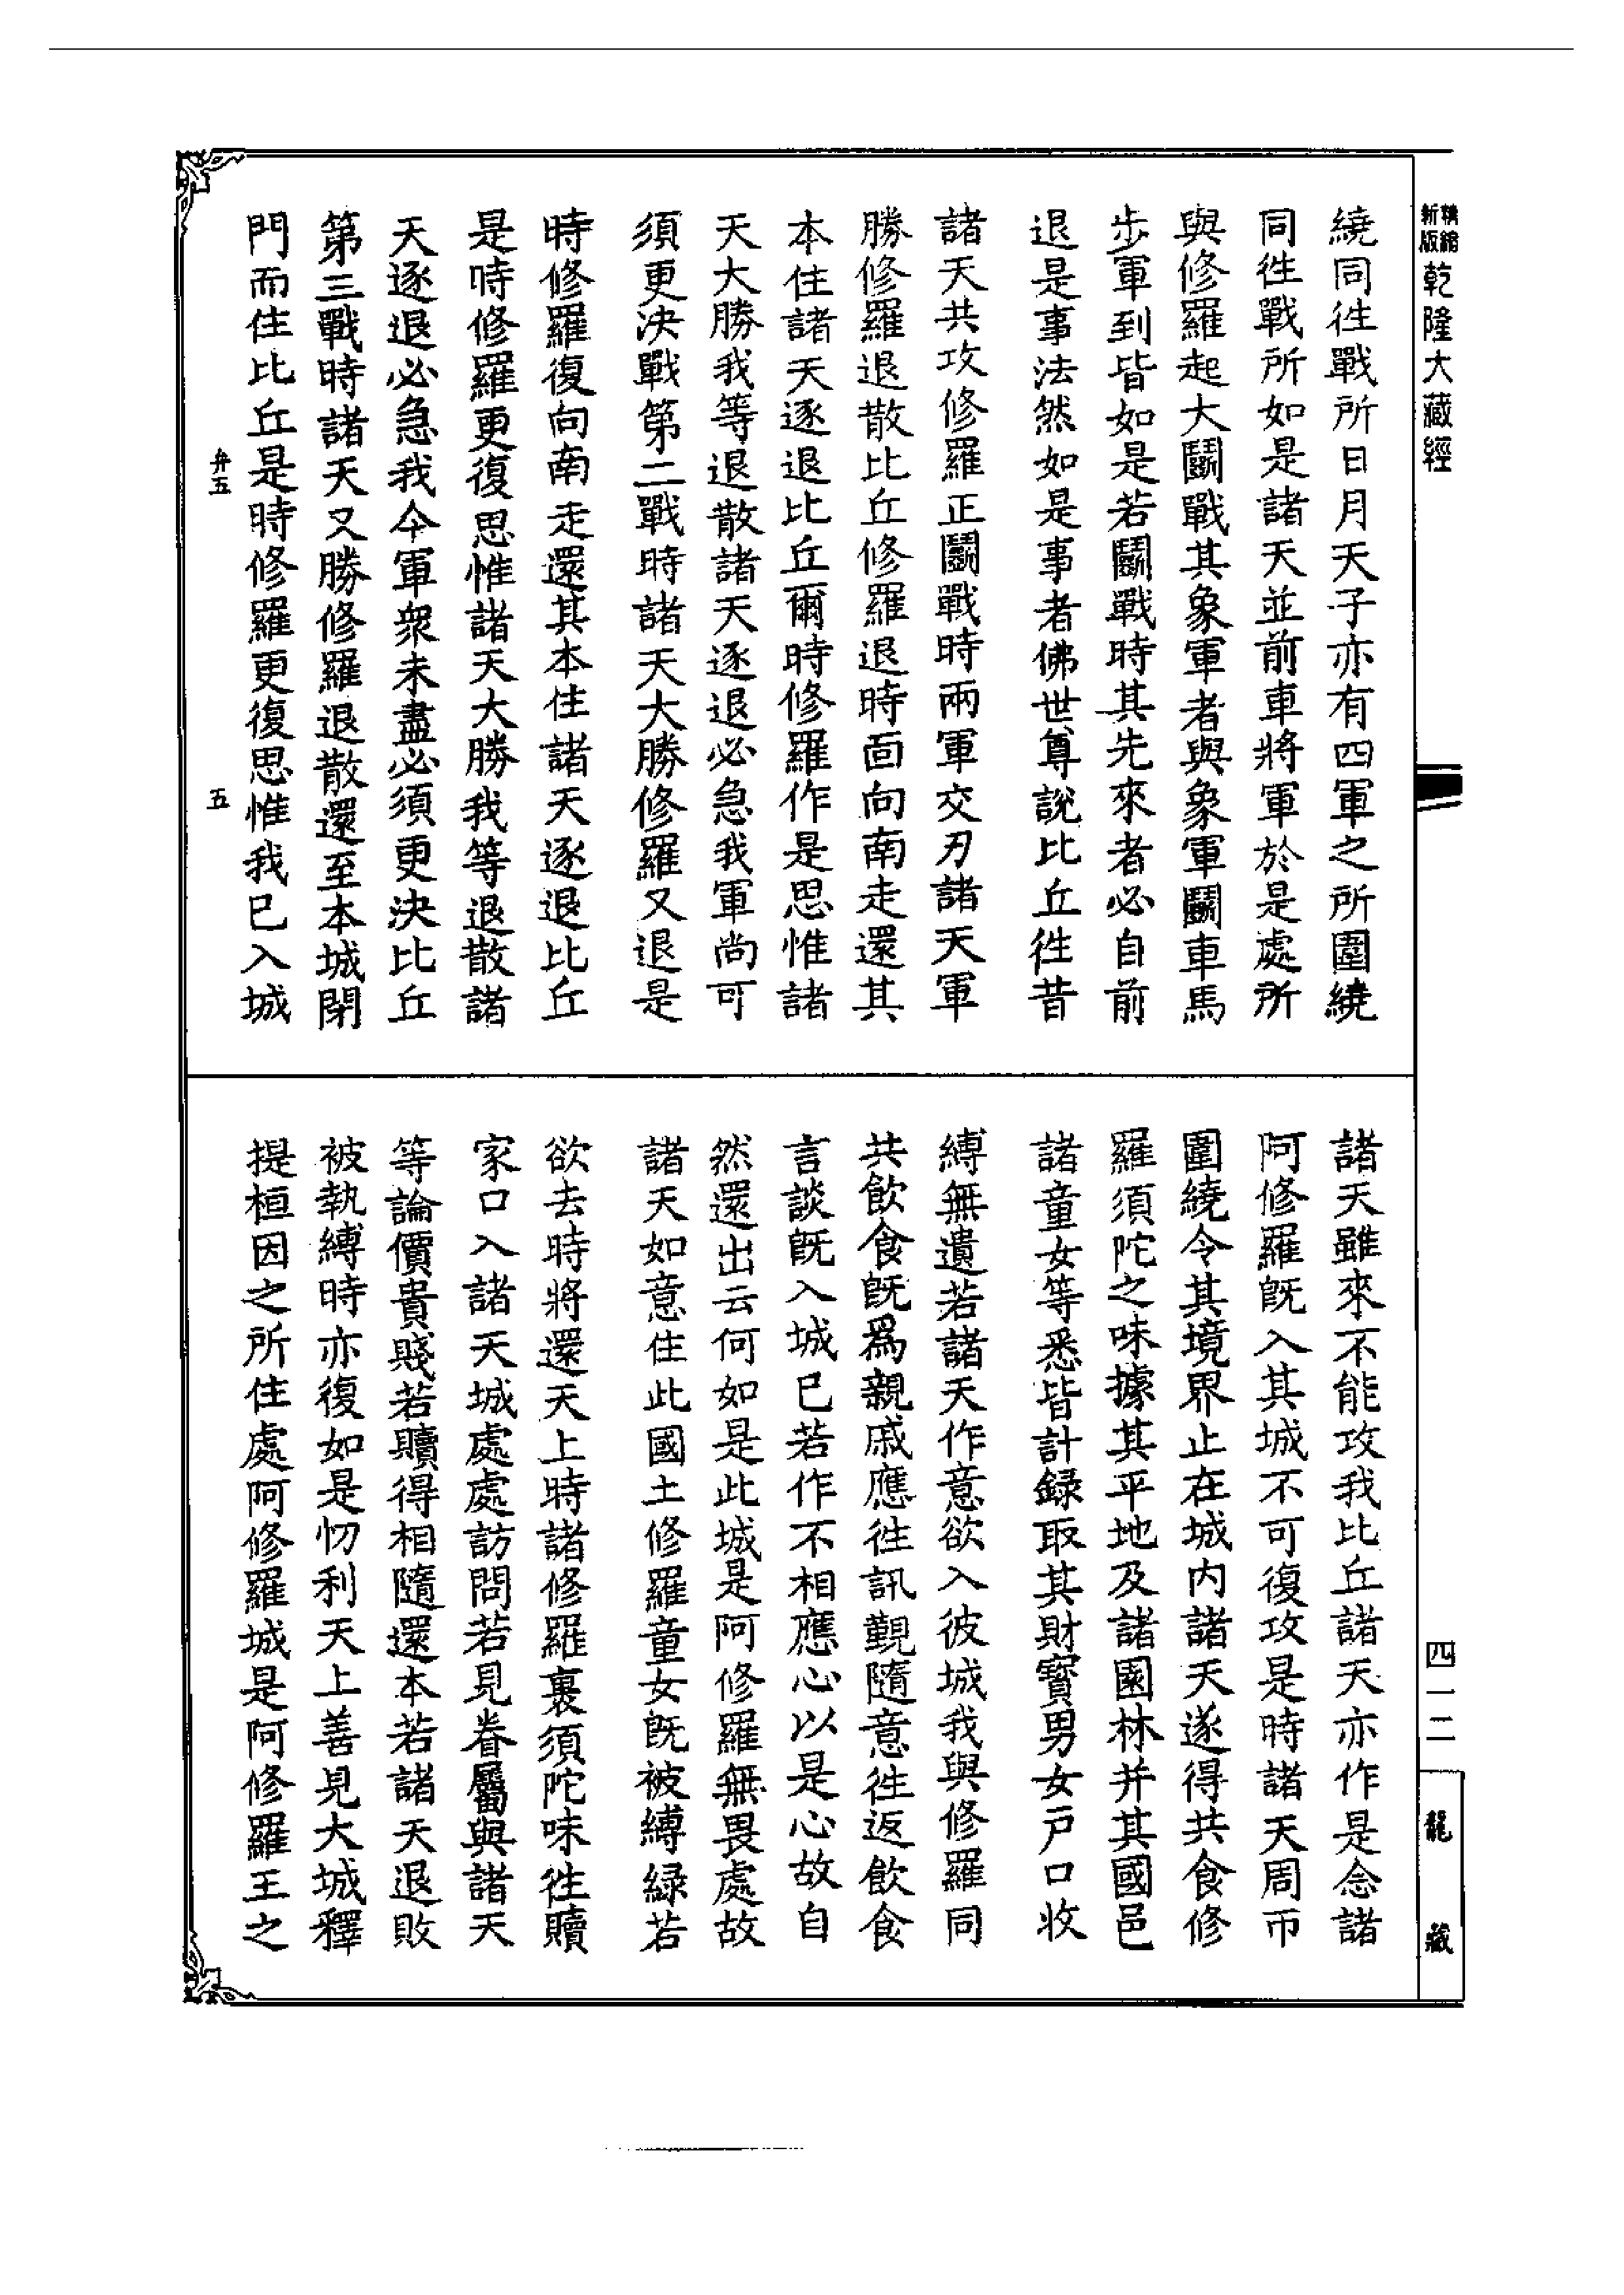 精繕
新版
乾隆大藏經
四一二
龍藏
繞同徃戰所日月天子亦有四軍之所圍繞
同徃戰所如是諸天並前車將軍於是處所
與修羅起大鬭戰其象軍者與象軍鬭車馬
步軍到皆如是若鬭戰時其先來者必自前
退是事法然如是事者佛世尊說比丘徃昔
諸天共攻修羅正鬭戰時兩軍交刃諸天軍
勝修羅退散比丘修羅退時面向南走還其
本住諸天逐退比丘爾時修羅作是思惟諸
天大勝我等退散諸天逐退必急我軍尚可
須更決戰第二戰時諸天大勝修羅又退是
時修羅復向南走還其本住諸天逐退比丘
是時修羅更復思惟諸天大勝我等退散諸
天逐退必急我今軍衆未盡必須更決比丘
第三戰時諸天又勝修羅退散還至本城閉
門而住比丘是時修羅更復思惟我已入城
弁五
五
諸天雖來不能攻我比丘諸天亦作是念諸
阿修羅旣入其城不可復攻是時諸天周帀
圍繞令其境界止在城內諸天遂得共食修
羅須陀之味據其平地及諸園林并其國邑
諸童女等悉皆計録取其財寳男女戸口收
縛無遺若諸天作意欲入彼城我與修羅同
共飲食旣爲親戚應徃訊覲隨意徃返飲食
言談旣入城已若作不相應心以是心故自
然還出云何如是此城是阿修羅無畏處故
諸天如意住此國土修羅童女旣被縛緑若
欲去時將還天上時諸修羅裹須陀味徃贖
家口入諸天城處處訪問若見眷屬與諸天
等論價貴賤若贖得相隨還本若諸天退敗
被執縛時亦復如是忉利天上善見大城釋
提桓因之所住處阿修羅城是阿修羅王之